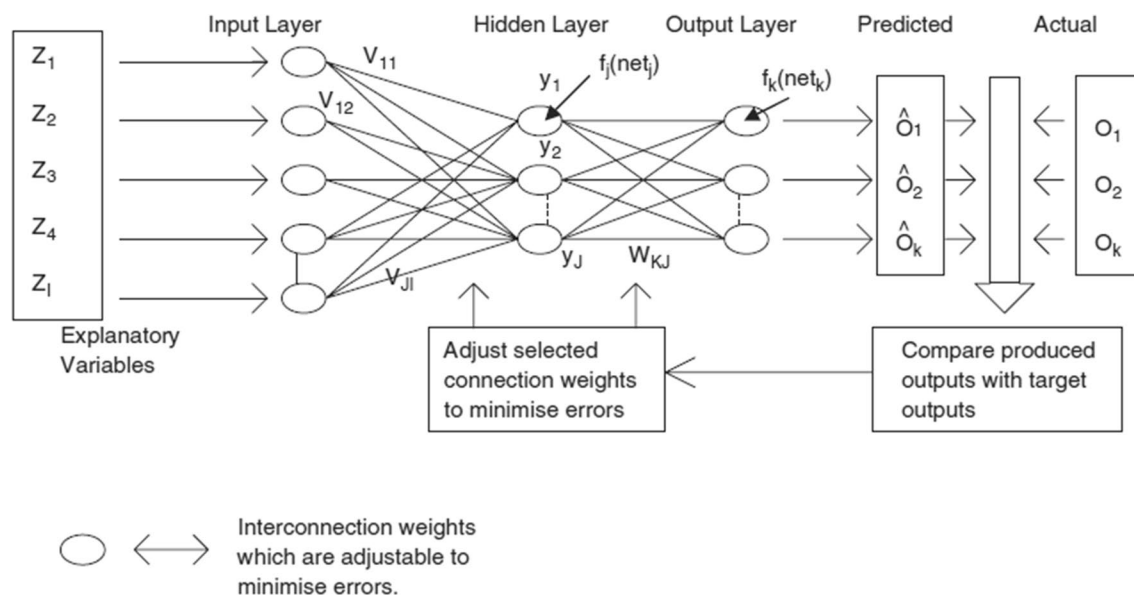 Input Layer
Hidden Layer
Output Layer
Predicted
Actual
Z1
Z2
Z3
Z4
ZI
Explanatory
Variables
V11
V12
VJI
y1
y2
yJ
fj(netj)
fk(netk)
WKJ
Ô1
Ô2
Ôk
O1
O2
Ok
Adjust selected
connection weights
to minimise errors
Compare produced
outputs with target
outputs
Interconnection weights
which are adjustable to
minimise errors.